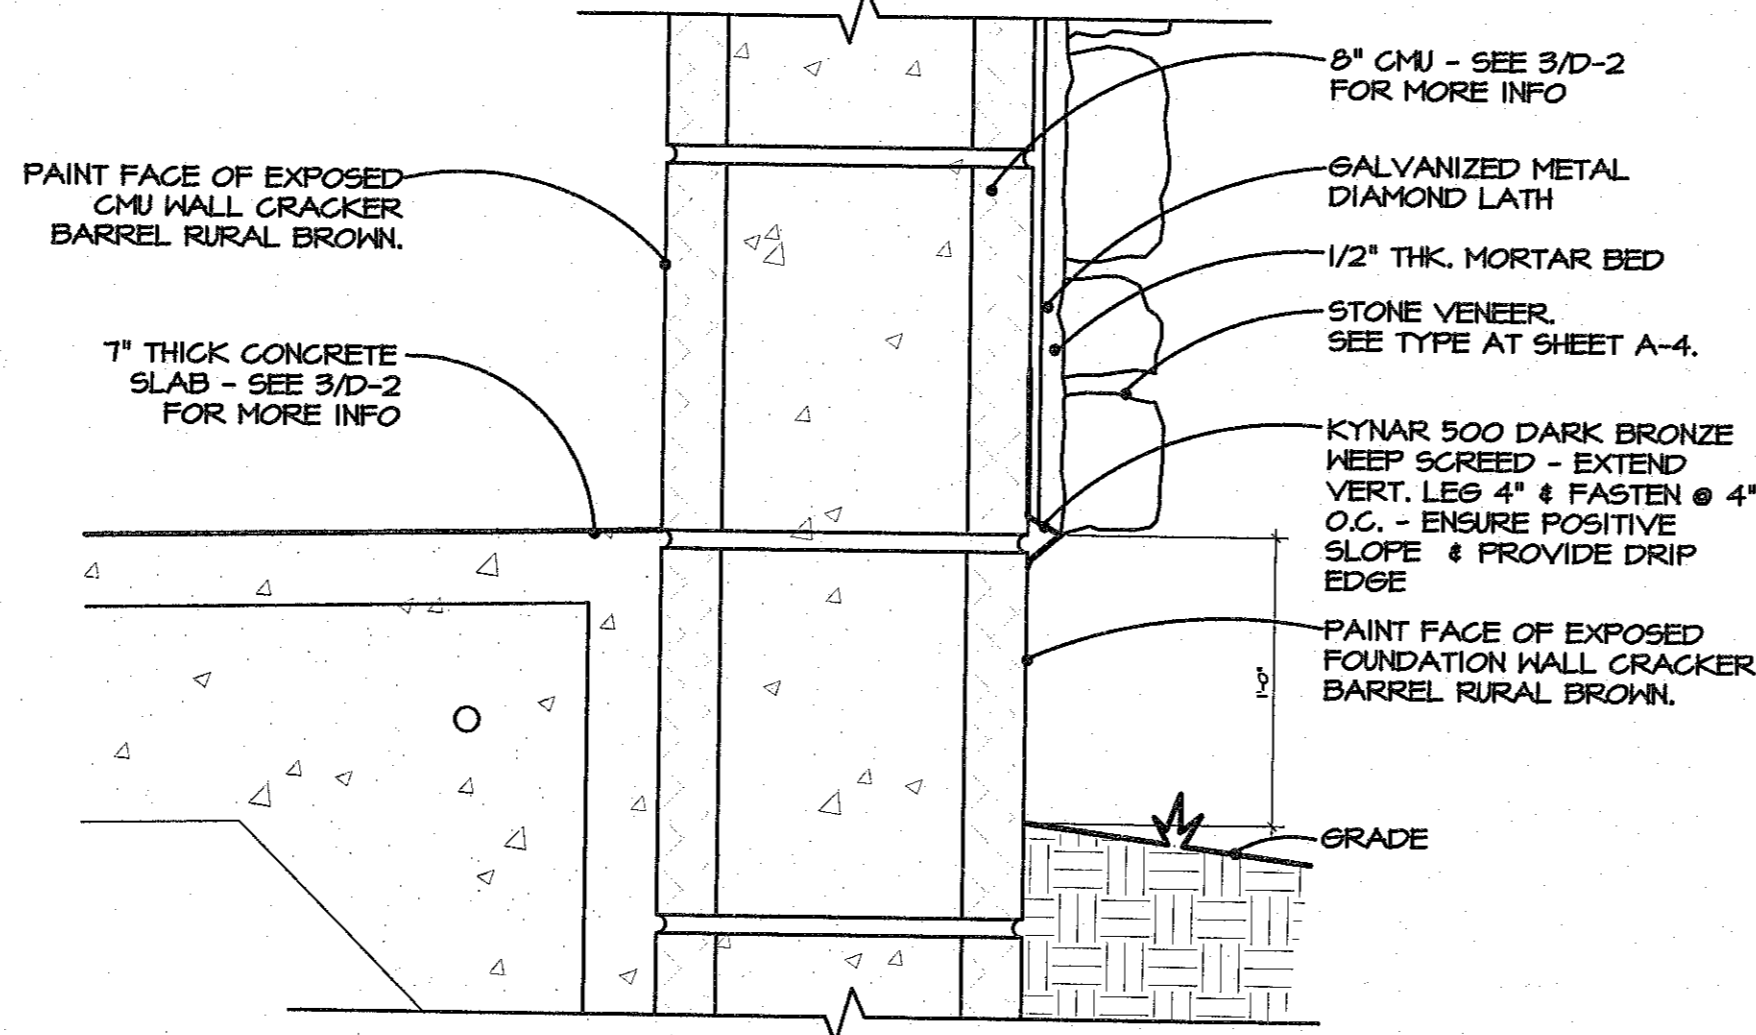 8" CMU - SEE 3/D-2
FOR MORE INFO
PAINT FACE OF EXPOSED
CMU WALL CRACKER
BARREL RURAL BROWN.
GALVANIZED METAL
DIAMOND LATH
1/2" THK. MORTAR BED
STONE VENEER.
SEE TYPE AT SHEET A-4.
7" THICK CONCRETE
SLAB - SEE 3/D-2
FOR MORE INFO
KYNAR 500 DARK BRONZE
WEEP SCREED - EXTEND
VERT. LEG 4" & FASTEN @ 4"
O.C. - ENSURE POSITIVE
SLOPE & PROVIDE DRIP
EDGE
PAINT FACE OF EXPOSED
FOUNDATION WALL CRACKER
BARREL RURAL BROWN.
1'-0"
GRADE